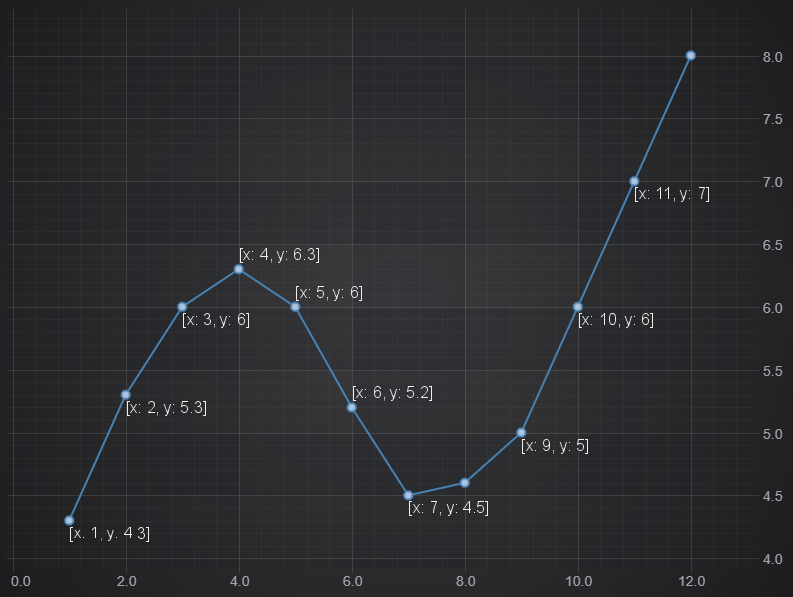 8.0
7.5
[x: 11, y: 7]
7.0
6.5
[x: 4, y: 6.3]
[x: 5, y: 6]
[x: 3, y: 6]
[x: 10, y: 6]
6.0
5.5
[x: 6, y: 5.2]
[x: 2, y: 5.3]
[x: 9, y: 5]
5.0
4.5
[x: 7, y: 4.5]
[x. 1, y. 4 3]
4.0
0.0 2.0 4.0 6.0 8.0 10.0 12.0